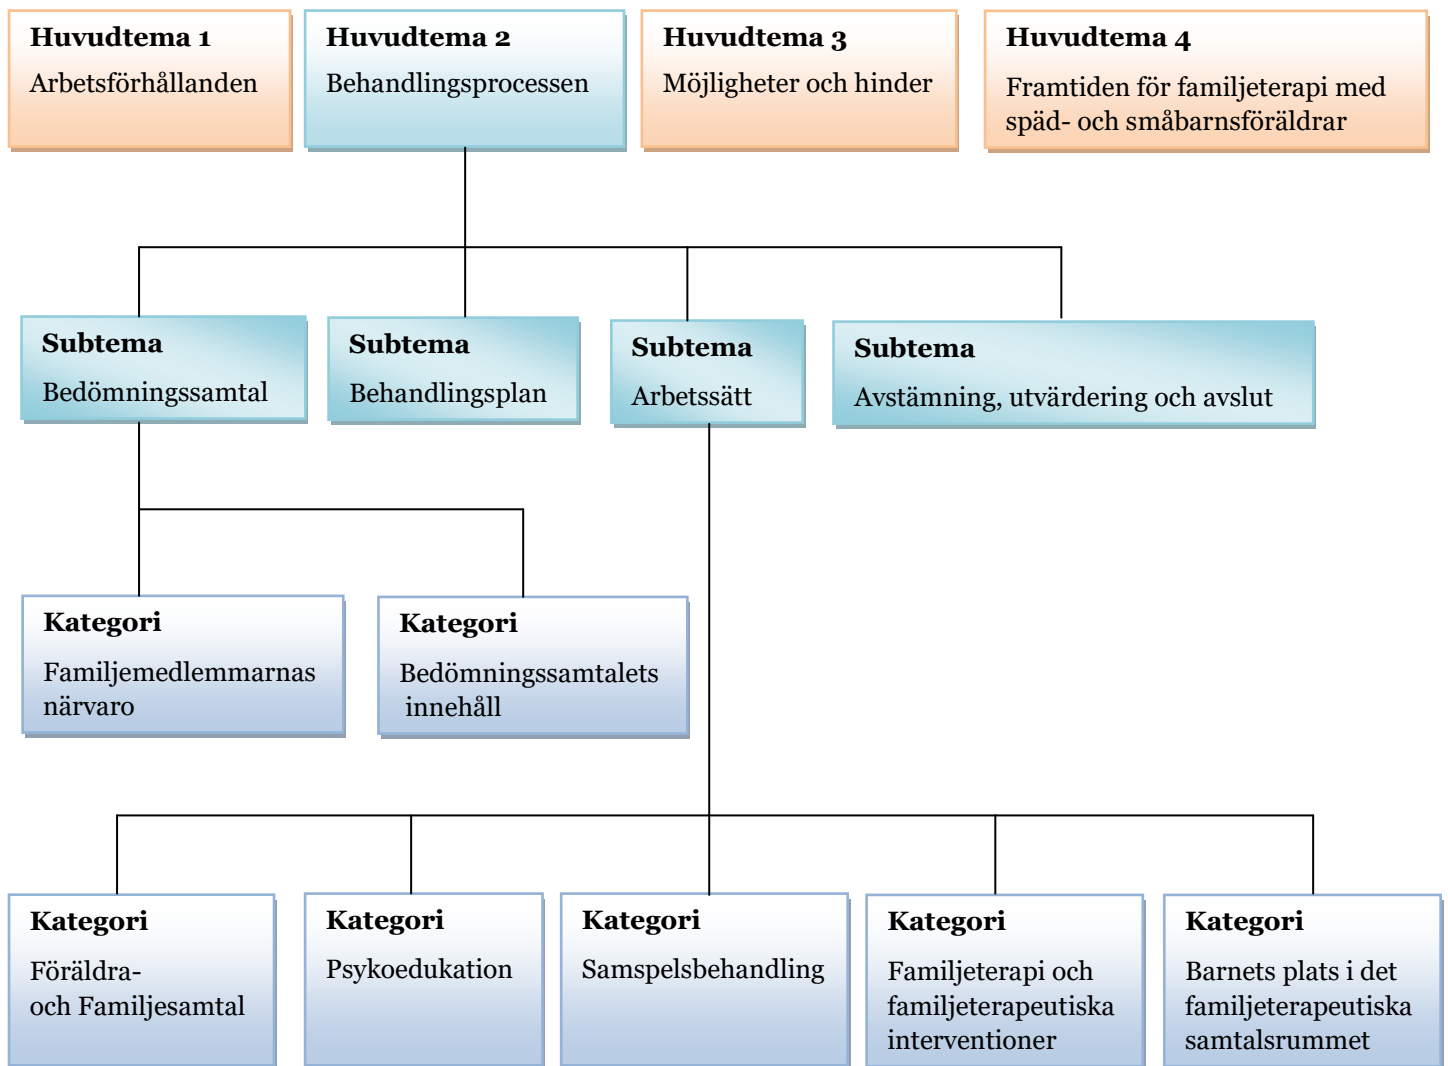 Huvudtema 1
Arbetsförhållanden
Huvudtema 2
Behandlingsprocessen
Huvudtema 3
Möjligheter och hinder
Huvudtema 4
Framtiden för familjeterapi med
späd- och småbarnsföräldrar
Subtema
Bedömningssamtal
Subtema
Behandlingsplan
Subtema
Arbetssätt
Subtema
Avstämning, utvärdering och avslut
Kategori
Familjemedlemmarnas
närvaro
Kategori
Bedömningssamtalets
innehåll
Kategori
Föräldra-
och Familjesamtal
Kategori
Psykoedukation
Kategori
Samspelsbehandling
Kategori
Familjeterapi och
familjeterapeutiska
interventioner
Kategori
Barnets plats i det
familjeterapeutiska
samtalsrummet